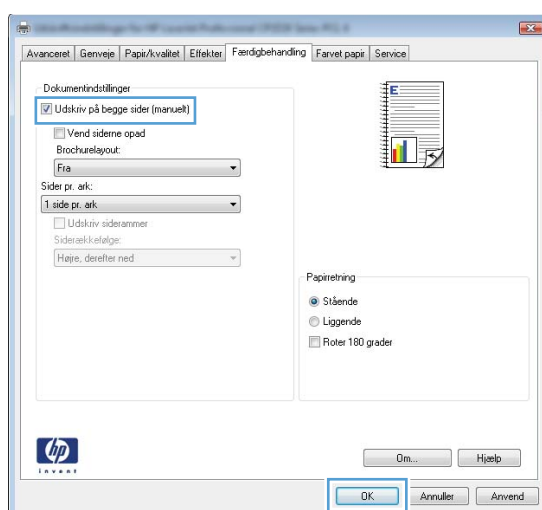 Avanceret Genveje Papir/kvalitet Effekter Færdigbehandling Farvet papir Service
Dokumentindstillinger
Udskriv på begge sider (manuelt)
Vend siderne opad
Brochurelayout:
Fra
Sider pr. ark:
1 side pr. ark
Udskriv siderammer
Siderækkefølge:
Højre, derefter ned
E
Papirretning
Stående
Liggende
Roter 180 grader
hp
invent
Om... Hjælp
OK Annuller Anvend